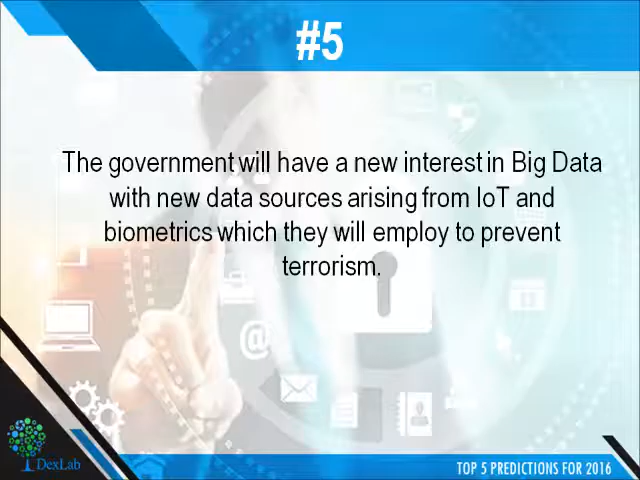 #5
The government will have a new interest in Big Data
with new data sources arising from IoT and
biometrics which they will employ to prevent
terrorism.
@
DexLab
TOP 5 PREDICTIONS FOR 2016